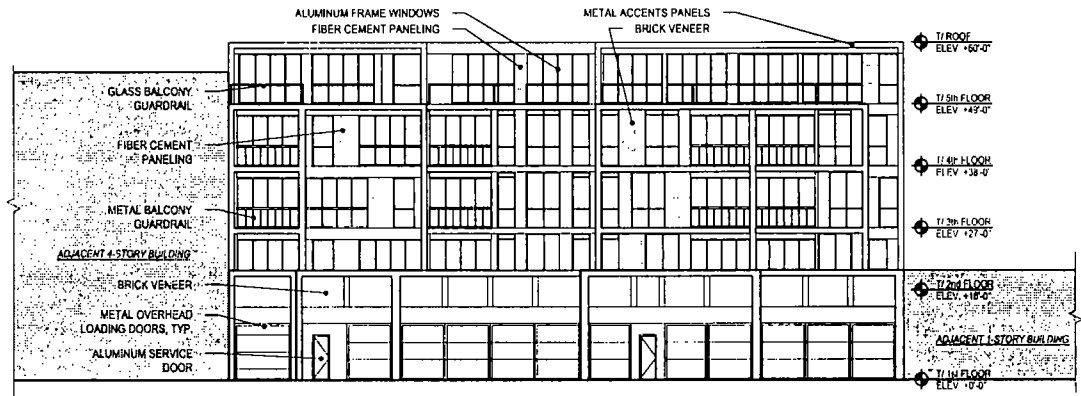 ALUMINUM FRAME WINDOWS
FIBER CEMENT PANELING
METAL ACCENTS PANELS
BRICK VENEER
T/ ROOF
ELEV +60'-0"
GLASS BALCONY
GUARDRAIL
T/ 5th FLOOR
ELEV +49'-0"
FIBER CEMENT
PANELING
T/ 4th FLOOR
ELEV +38'-0"
METAL BALCONY
GUARDRAIL
T/ 3th FLOOR
ELEV +27'-0"
ADJACENT 4-STORY BUILDING
BRICK VENEER
T/ 2nd FLOOR
ELEV. +16'-0"
METAL OVERHEAD
LOADING DOORS, TYP.
ADJACENT 1-STORY BUILDING
ALUMINUM SERVICE
DOOR
T/ 1st FLOOR
ELEV +0'-0"